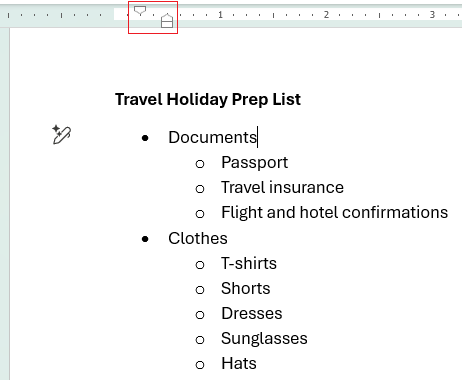 1 2 3
Travel Holiday Prep List
• Documents
o Passport
o Travel insurance
o Flight and hotel confirmations
• Clothes
o T-shirts
o Shorts
o Dresses
o Sunglasses
o Hats